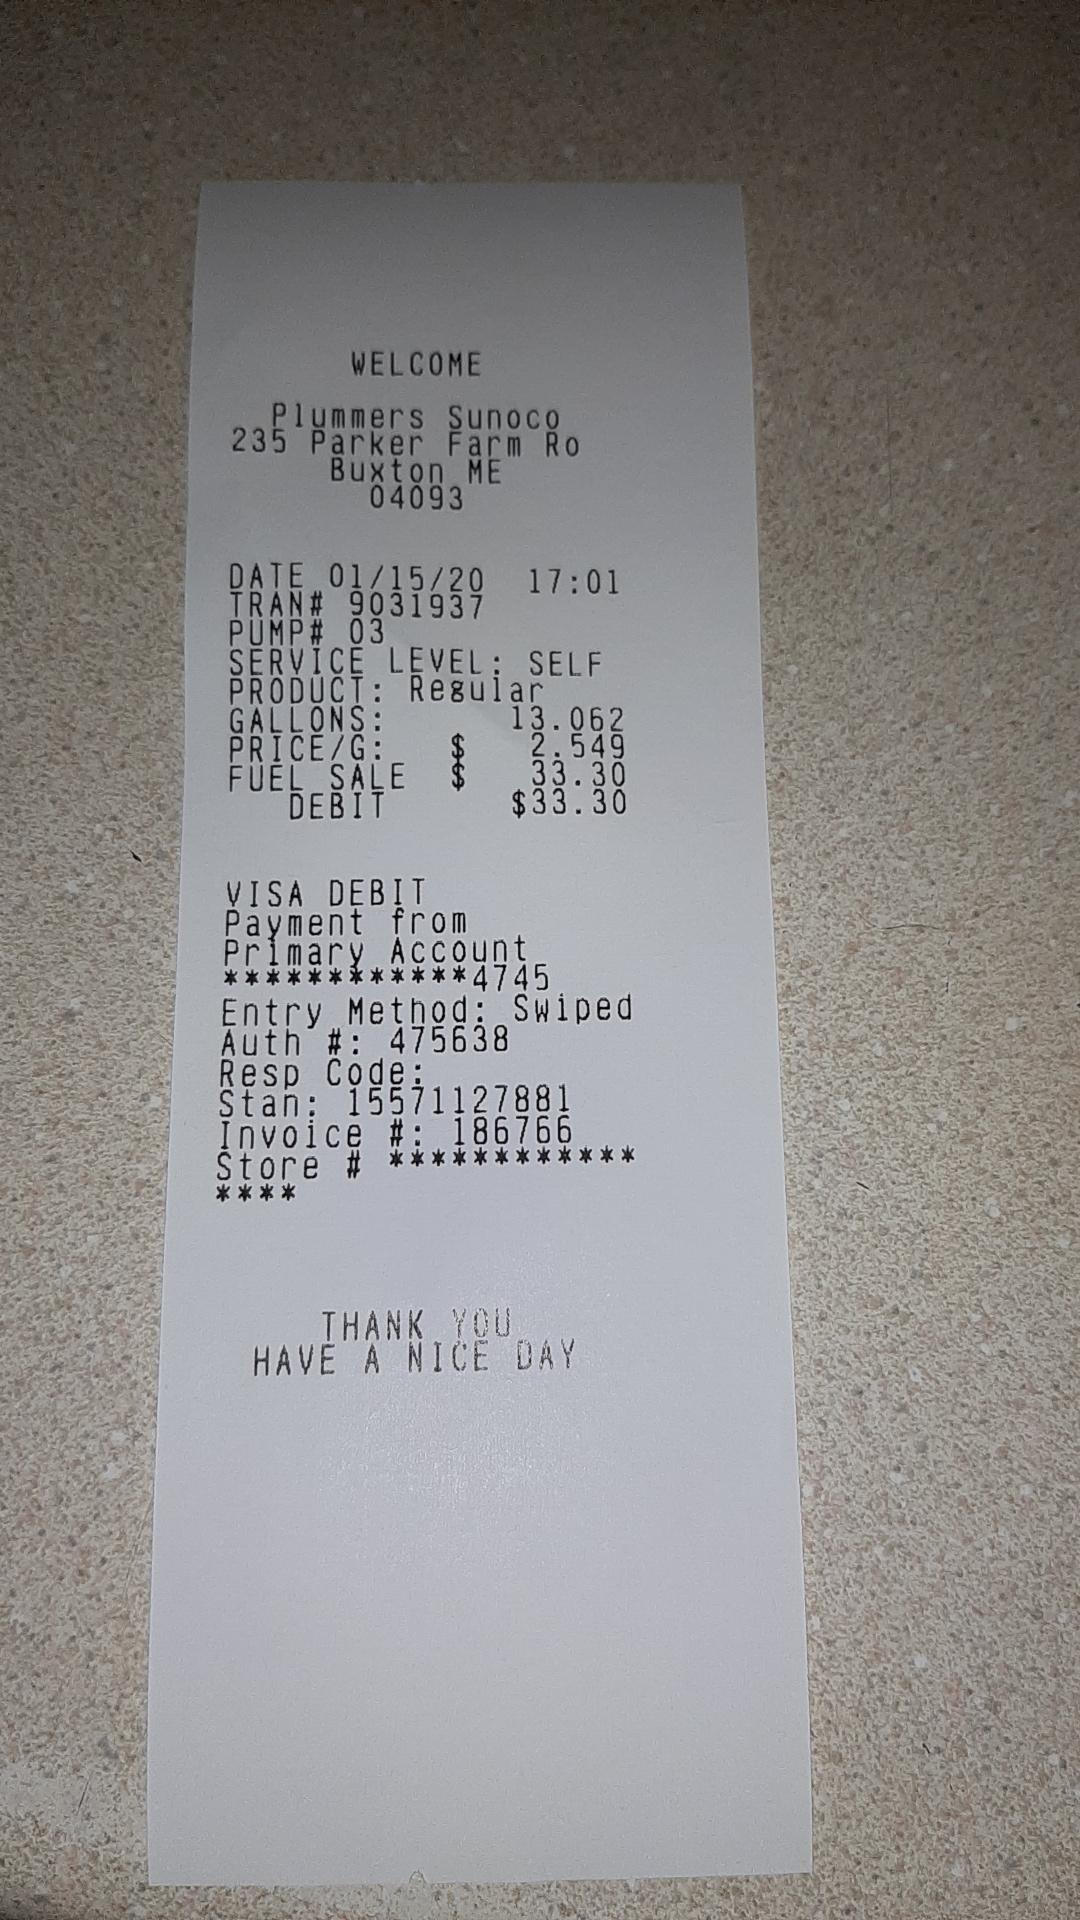 WELCOME
Plummers Sunoco
235 Parker Farm Ro
Buxton ME
04093
DATE 01/15/20 17:01
TRAN# 9031937
PUMP# 03
SERVICE LEVEL: SELF
PRODUCT: Regular
GALLONS: 13.062
PRICE/G: $ 2.549
FUEL SALE $ 33.30
DEBIT $33.30
VISA DEBIT
Payment from
Primary Account
************4745
Entry Method: Swiped
Auth #: 475638
Resp Code:
Stan: 15571127881
Invoice #: 186766
Store # ************
****
THANK YOU
HAVE A NICE DAY